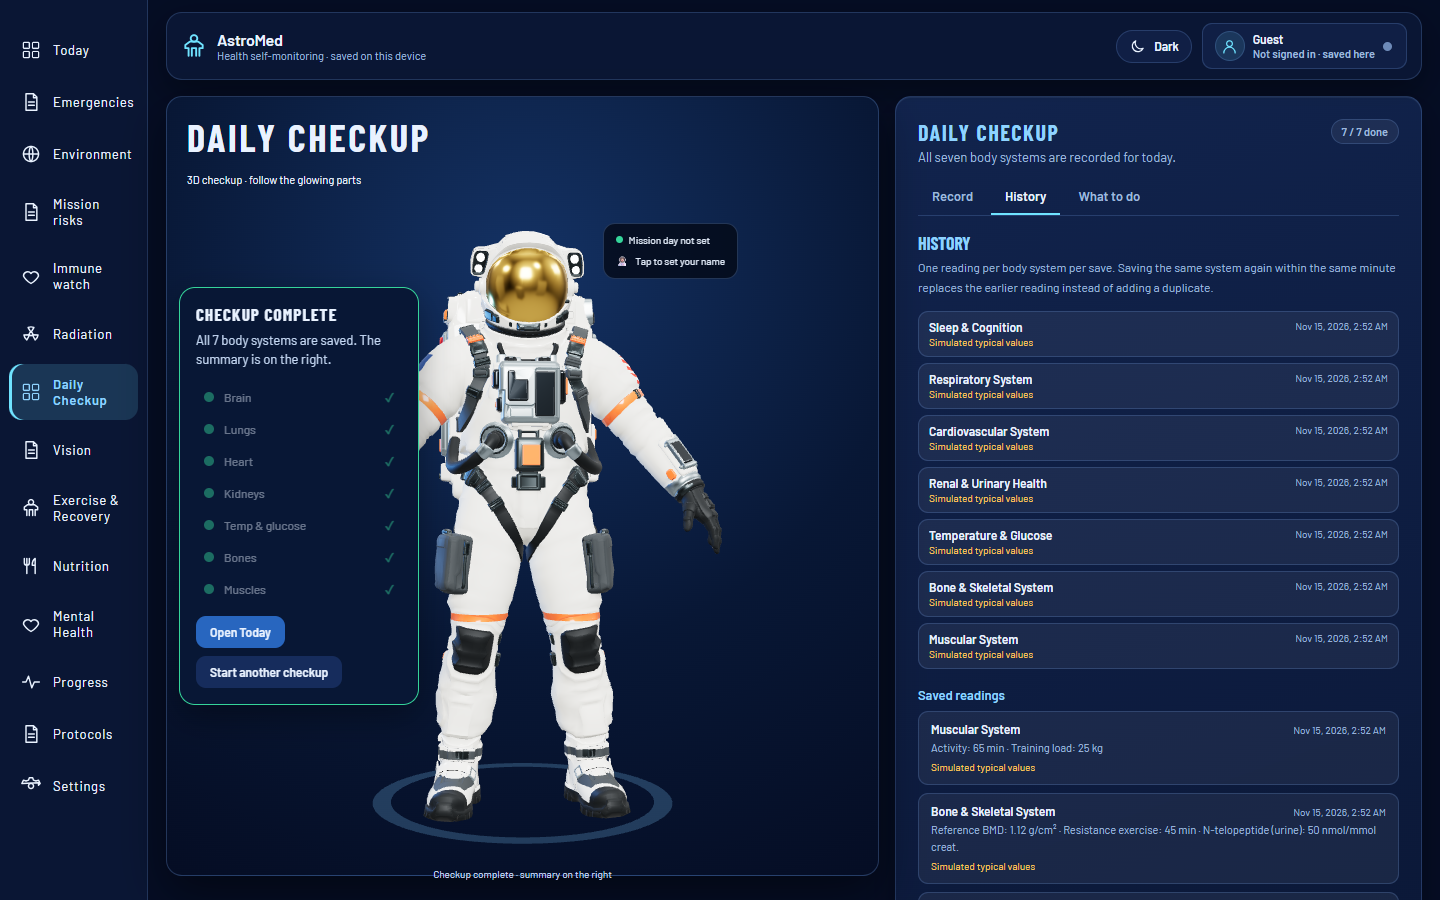 Today
Emergencies
Environment
Mission
risks
Immune
watch
Radiation
Daily
Checkup
Vision
Exercise &
Recovery
Nutrition
Mental
Health
Progress
Protocols
Settings
AstroMed
Health self-monitoring · saved on this device
Dark
Guest
Not signed in · saved here
DAILY CHECKUP
3D checkup · follow the glowing parts
Mission day not set
Tap to set your name
CHECKUP COMPLETE
All 7 body systems are saved. The
summary is on the right.
Brain ✓
Lungs ✓
Heart ✓
Kidneys ✓
Temp & glucose ✓
Bones ✓
Muscles ✓
Open Today
Start another checkup
Checkup complete · summary on the right
DAILY CHECKUP
7 / 7 done
All seven body systems are recorded for today.
Record History What to do
HISTORY
One reading per body system per save. Saving the same system again within the same minute
replaces the earlier reading instead of adding a duplicate.
Sleep & Cognition Nov 15, 2026, 2:52 AM
Simulated typical values
Respiratory System Nov 15, 2026, 2:52 AM
Simulated typical values
Cardiovascular System Nov 15, 2026, 2:52 AM
Simulated typical values
Renal & Urinary Health Nov 15, 2026, 2:52 AM
Simulated typical values
Temperature & Glucose Nov 15, 2026, 2:52 AM
Simulated typical values
Bone & Skeletal System Nov 15, 2026, 2:52 AM
Simulated typical values
Muscular System Nov 15, 2026, 2:52 AM
Simulated typical values
Saved readings
Muscular System Nov 15, 2026, 2:52 AM
Activity: 65 min · Training load: 25 kg
Simulated typical values
Bone & Skeletal System Nov 15, 2026, 2:52 AM
Reference BMD: 1.12 g/cm² · Resistance exercise: 45 min · N-telopeptide (urine): 50 nmol/mmol
creat.
Simulated typical values